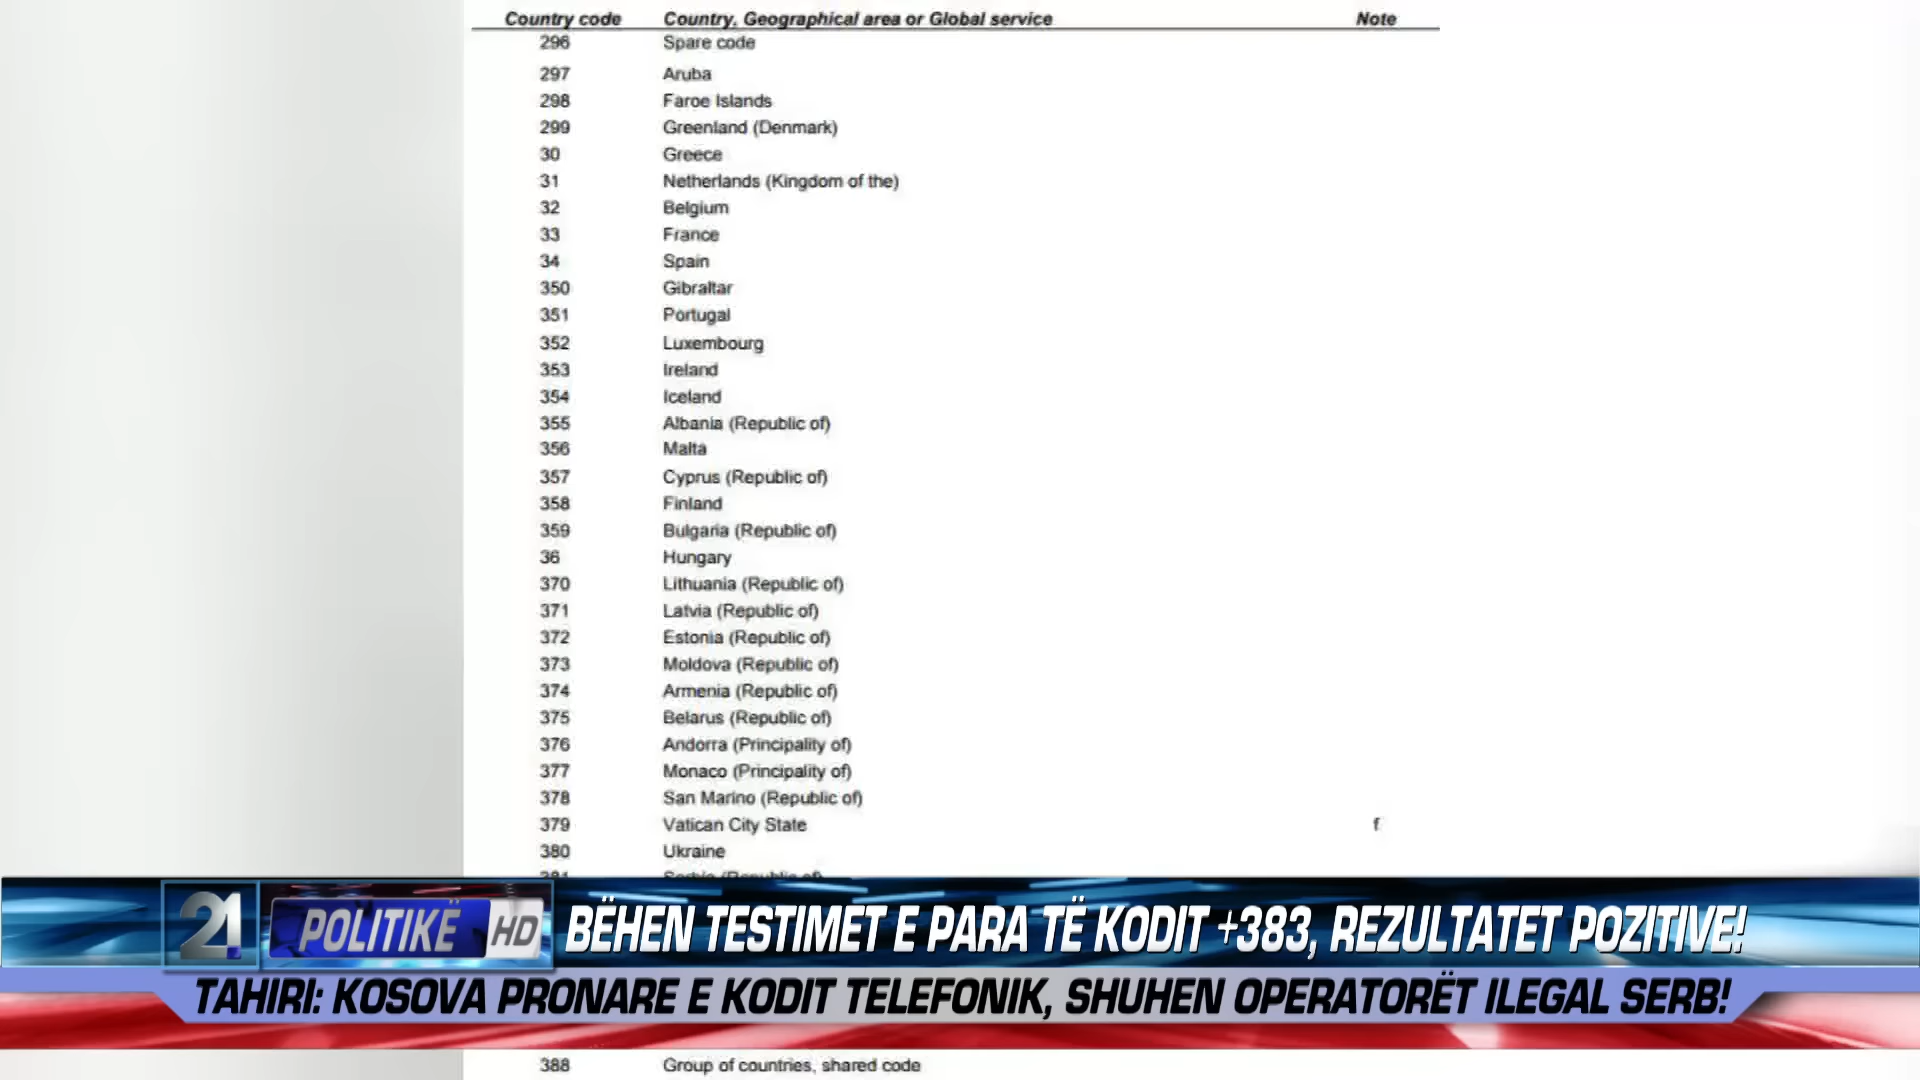 Country code Country, Geographical area or Global service Note
296 Spare code
297 Aruba
298 Faroe Islands
299 Greenland (Denmark)
30 Greece
31 Netherlands (Kingdom of the)
32 Belgium
33 France
34 Spain
350 Gibraltar
351 Portugal
352 Luxembourg
353 Ireland
354 Iceland
355 Albania (Republic of)
356 Malta
357 Cyprus (Republic of)
358 Finland
359 Bulgaria (Republic of)
36 Hungary
370 Lithuania (Republic of)
371 Latvia (Republic of)
372 Estonia (Republic of)
373 Moldova (Republic of)
374 Armenia (Republic of)
375 Belarus (Republic of)
376 Andorra (Principality of)
377 Monaco (Principality of)
378 San Marino (Republic of)
379 Vatican City State f
380 Ukraine
381 Serbia (Republic of)
21 POLITIKË HD BËHEN TESTIMET E PARA TË KODIT +383, REZULTATET POZITIVE!
TAHIRI: KOSOVA PRONARE E KODIT TELEFONIK, SHUHEN OPERATORËT ILEGAL SERB!
388 Group of countries, shared code